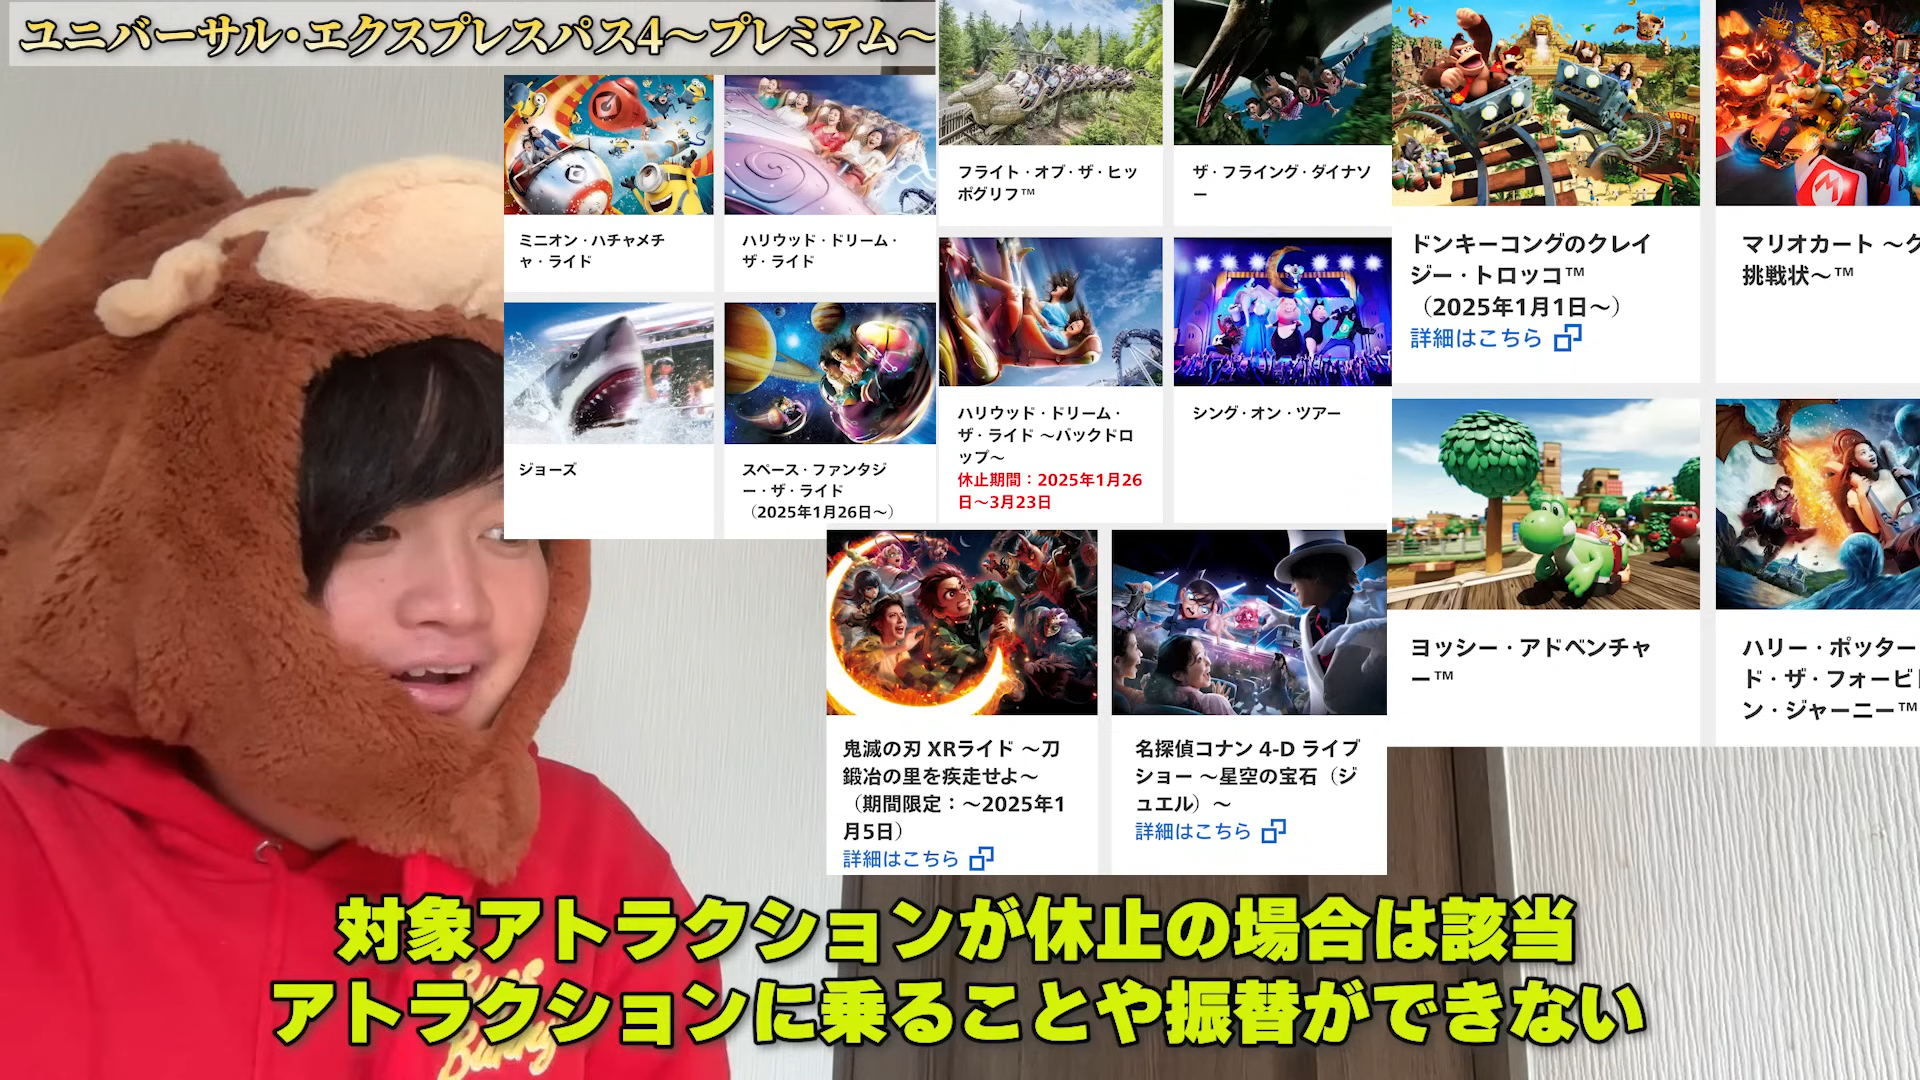 ユニバーサル・エクスプレスパス4〜プレミアム〜
ミニオン・ハチャメチ
ャ・ライド
ハリウッド・ドリーム・
ザ・ライド
ジョーズ
スペース・ファンタジ
ー・ザ・ライド
（2025年1月26日〜）
フライト・オブ・ザ・ヒッ
ポグリフ™
ザ・フライング・ダイナソ
ー
ハリウッド・ドリーム・
ザ・ライド 〜バックドロ
ップ〜
休止期間：2025年1月26
日〜3月23日
シング・オン・ツアー
ドンキーコングのクレイ
ジー・トロッコ™
（2025年1月1日〜）
詳細はこちら
マリオカート 〜ク
挑戦状〜™
ヨッシー・アドベンチャ
ー™
ハリー・ポッター
ド・ザ・フォービ
ン・ジャーニー™
鬼滅の刃 XRライド 〜刀
鍛冶の里を疾走せよ〜
（期間限定：〜2025年1
月5日）
詳細はこちら
名探偵コナン 4-D ライブ
ショー 〜星空の宝石（ジ
ュエル）〜
詳細はこちら
対象アトラクションが休止の場合は該当
アトラクションに乗ることや振替ができない